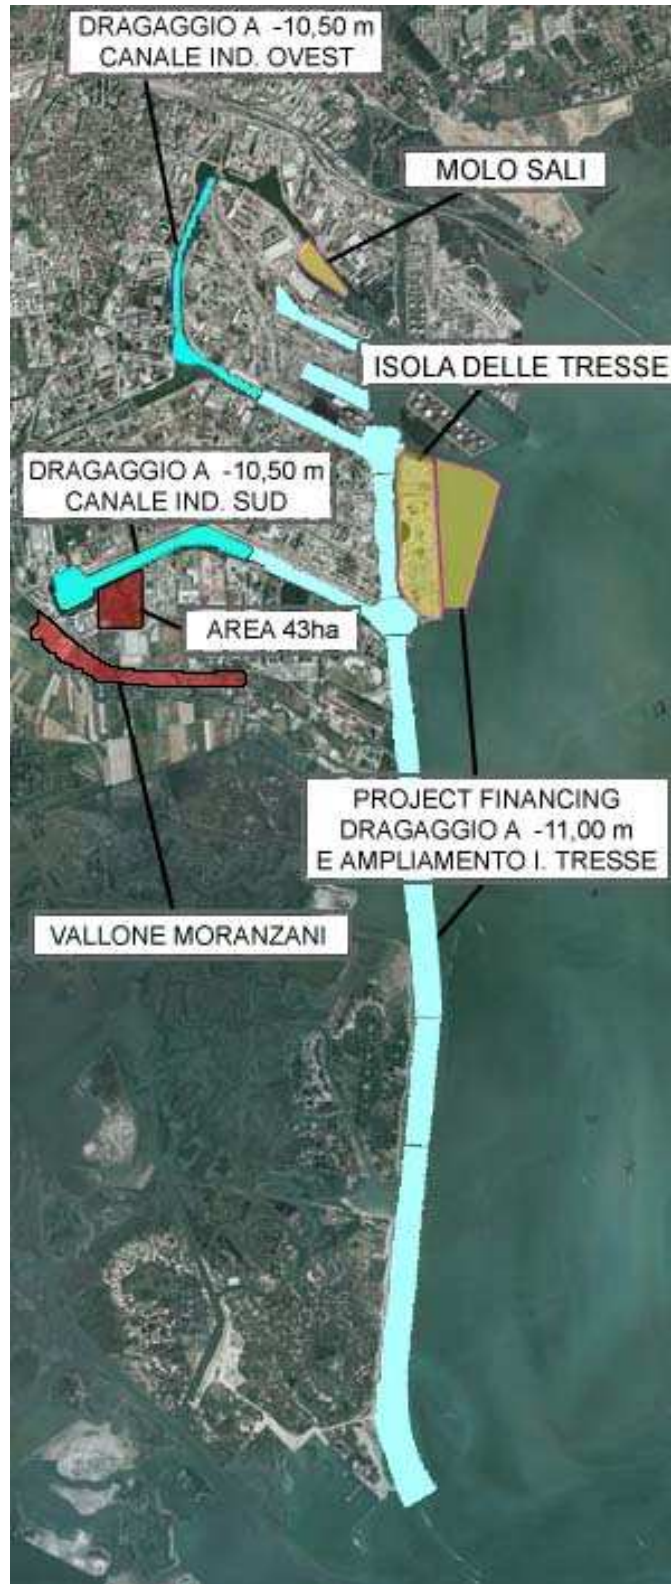 DRAGAGGIO A -10,50 m
CANALE IND. OVEST
MOLO SALI
ISOLA DELLE TRESSE
DRAGAGGIO A -10,50 m
CANALE IND. SUD
AREA 43ha
PROJECT FINANCING
DRAGAGGIO A -11,00 m
E AMPLIAMENTO I. TRESSE
VALLONE MORANZANI